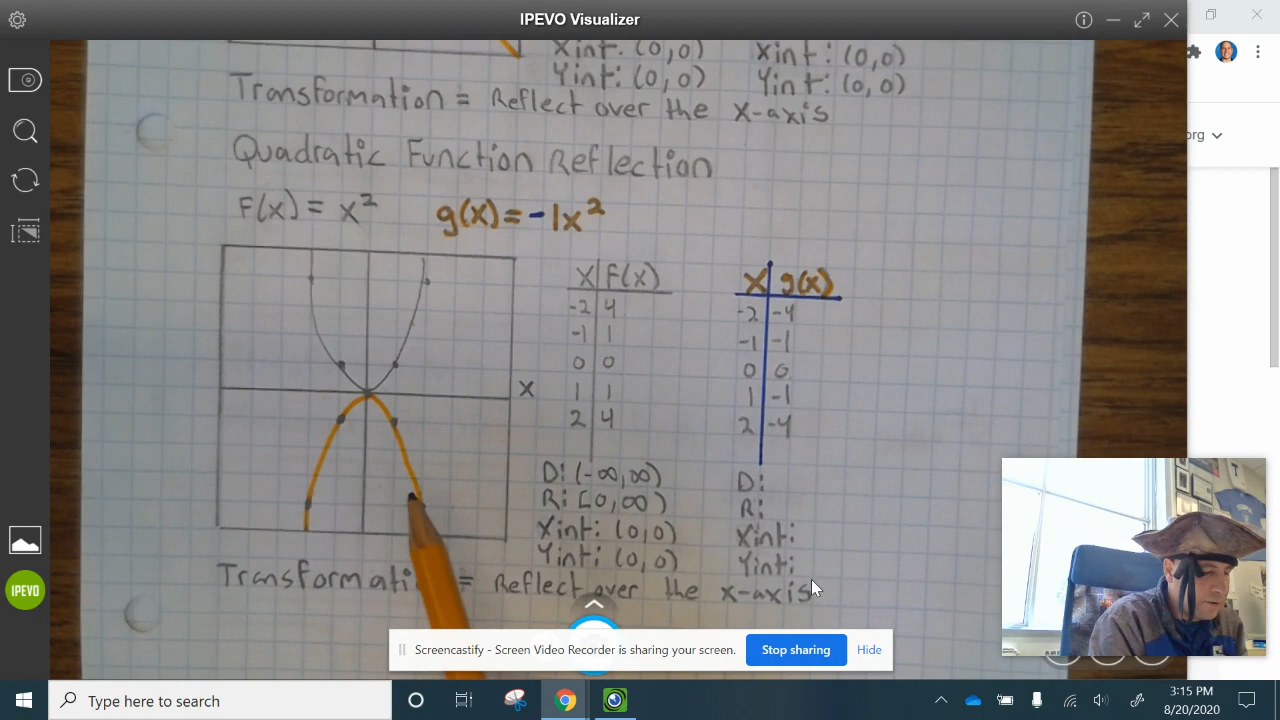 IPEVO Visualizer
Xint: (0,0) Xint: (0,0)
Yint: (0,0) Yint: (0,0)
Transformation = Reflect over the x-axis
org
Quadratic Function Reflection
F(x) = x² g(x) = -1x²
X F(x) X g(x)
-2 4 -2 -4
-1 1 -1 -1
0 0 0 0
X 1 1 1 -1
2 4 2 -4
D: (-∞,∞) D:
R: [0,∞) R:
Xint: (0,0) Xint:
Yint: (0,0) Yint:
IPEVO
Transformati = Reflect over the x-axis
Screencastify - Screen Video Recorder is sharing your screen. Stop sharing Hide
Type here to search
3:15 PM
8/20/2020